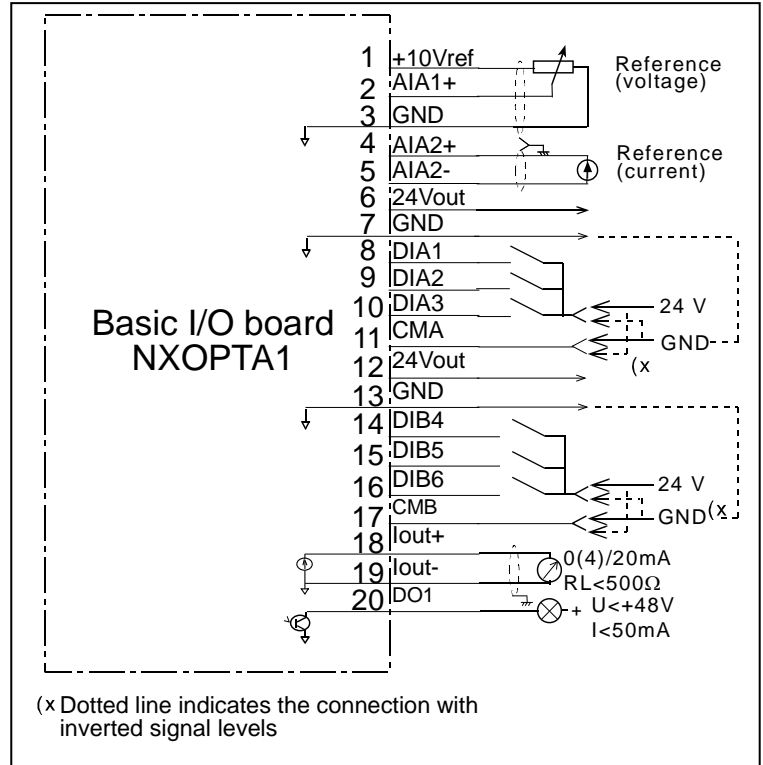 1 +10Vref
2 AIA1+
3 GND
Reference
(voltage)
4 AIA2+
5 AIA2-
Reference
(current)
6 24Vout
7 GND
8 DIA1
9 DIA2
10 DIA3
11 CMA
24 V
GND
(x
Basic I/O board
NXOPTA1
12 24Vout
13 GND
14 DIB4
15 DIB5
16 DIB6
17 CMB
24 V
GND (x
18 Iout+
19 Iout-
0(4)/20mA
RL<500Ω
20 DO1
+ U<+48V
I<50mA
(x Dotted line indicates the connection with
inverted signal levels